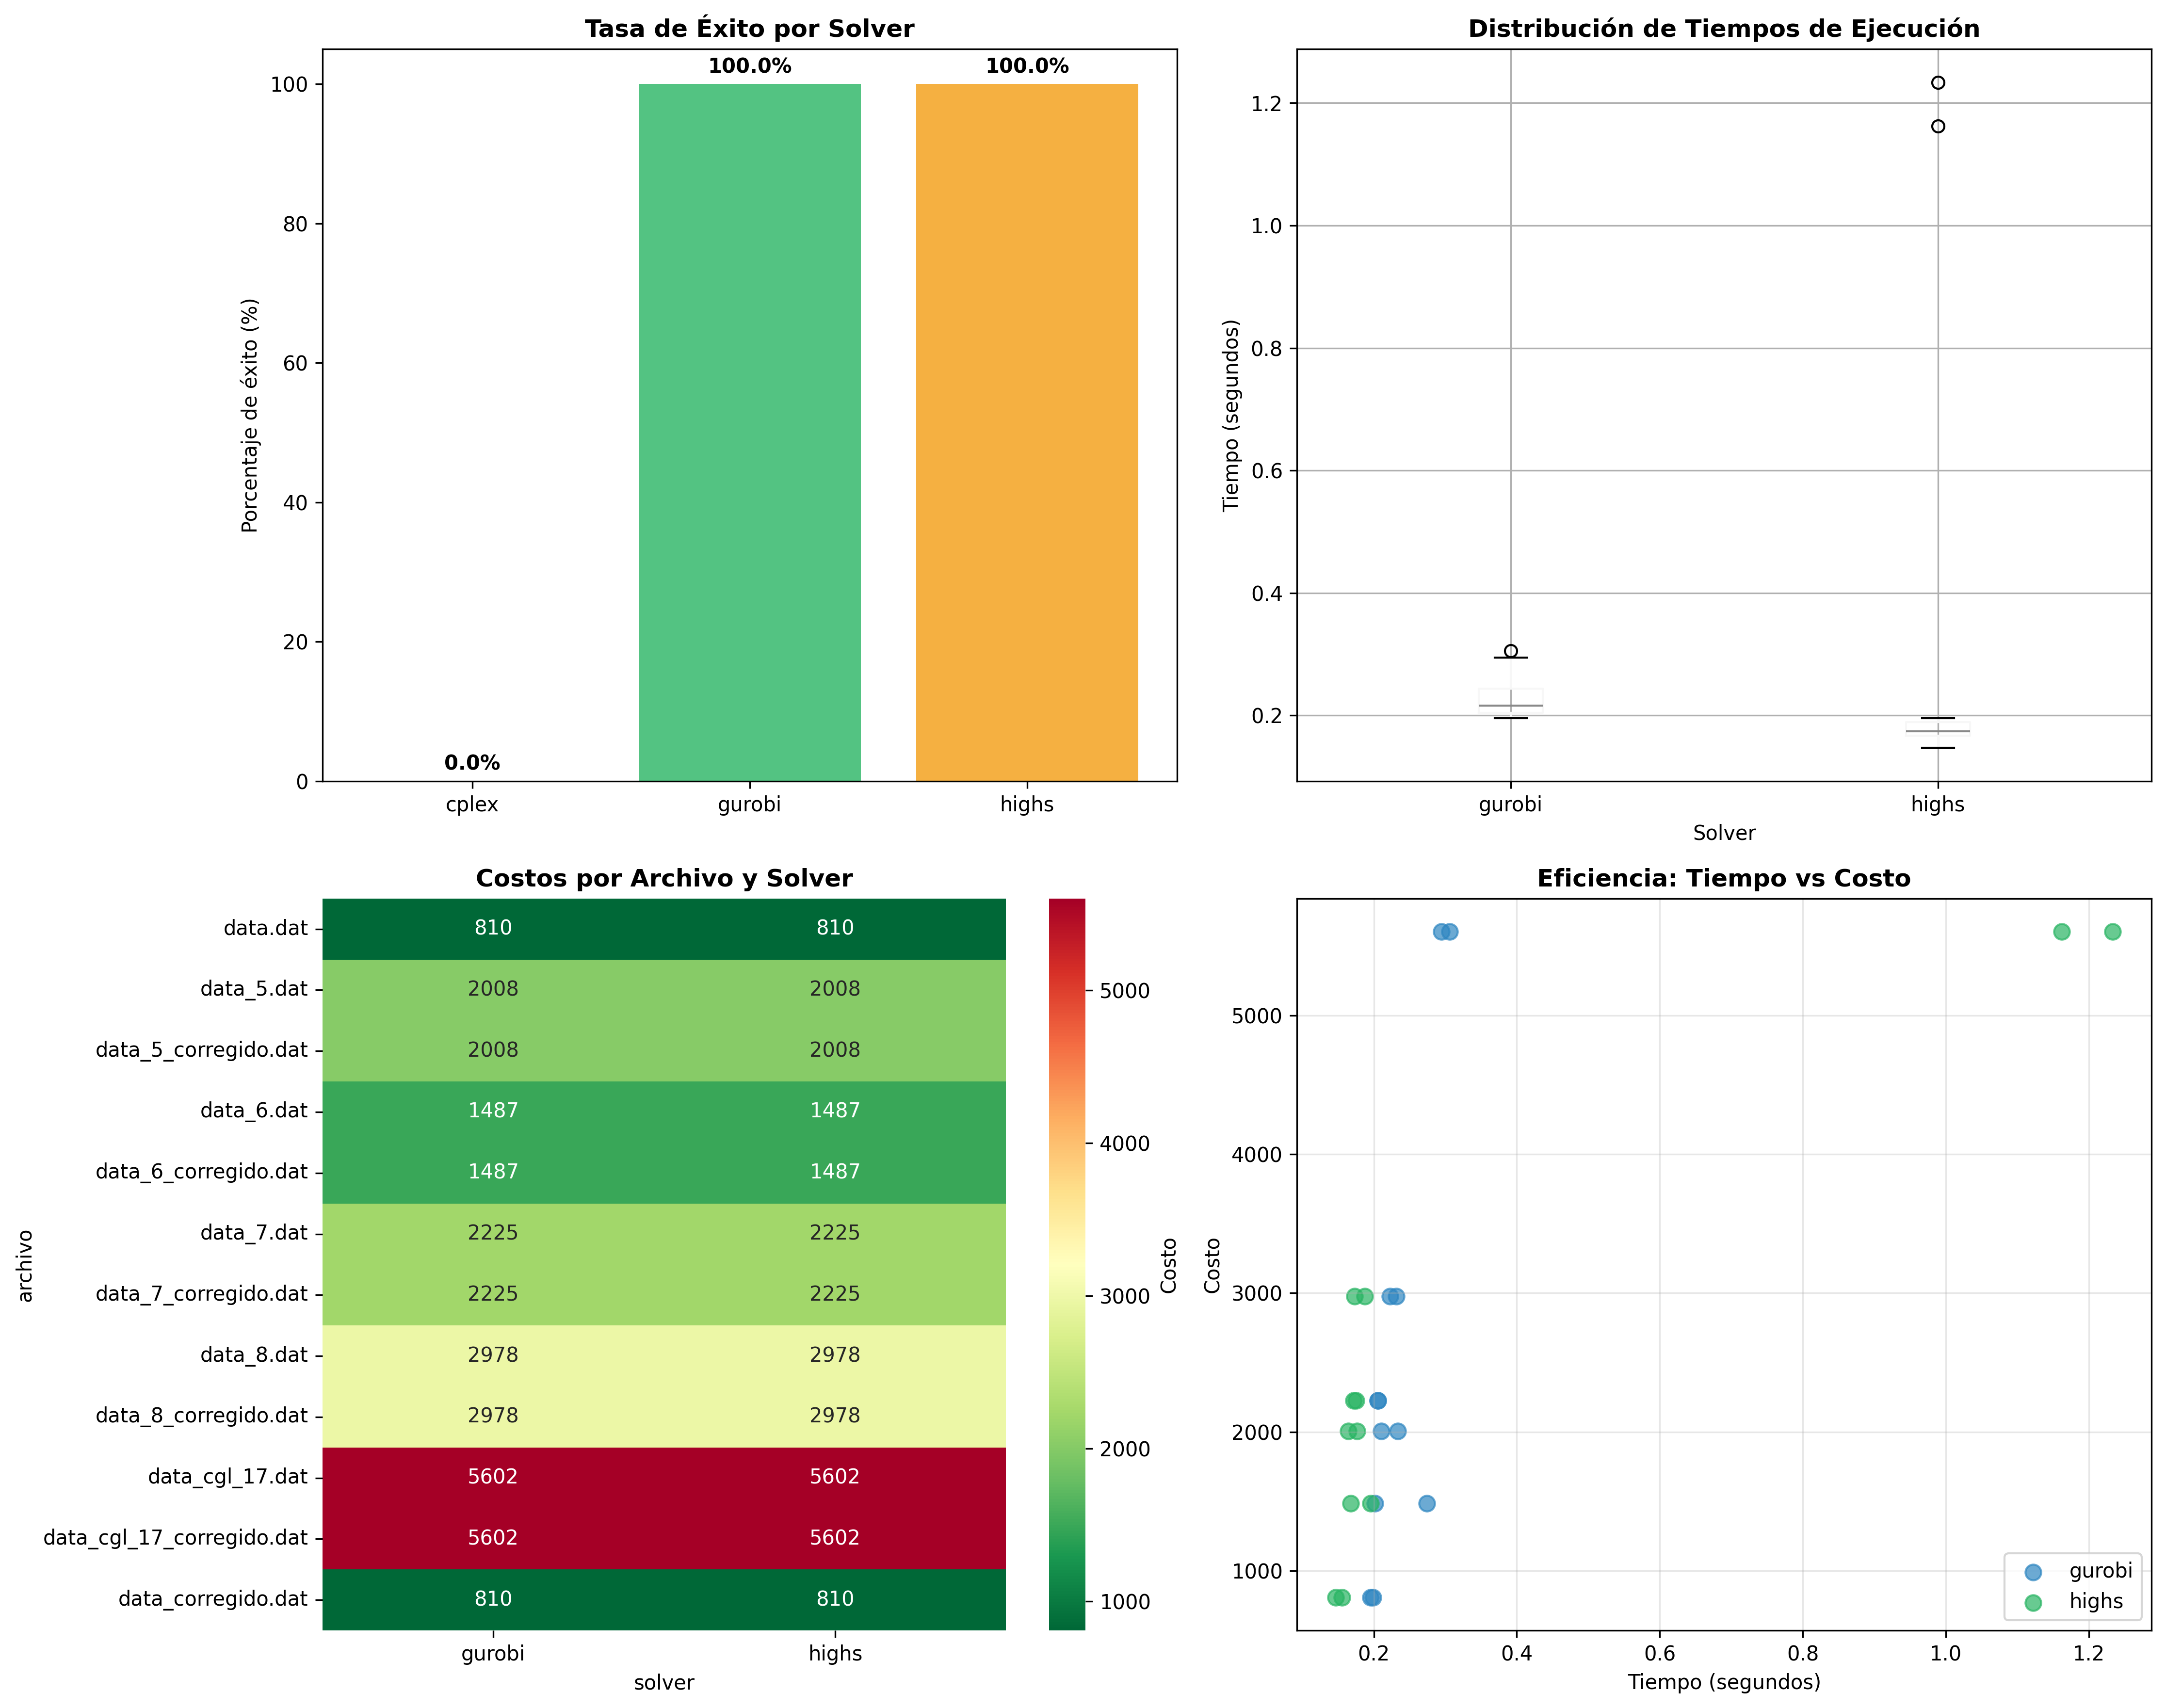 Tasa de Éxito por Solver
Porcentaje de éxito (%)
100
80
60
40
20
0
0.0%
100.0%
100.0%
cplex
gurobi
highs
Distribución de Tiempos de Ejecución
Tiempo (segundos)
1.2
1.0
0.8
0.6
0.4
0.2
gurobi
highs
Solver
Costos por Archivo y Solver
archivo
data.dat 810 810
data_5.dat 2008 2008
data_5_corregido.dat 2008 2008
data_6.dat 1487 1487
data_6_corregido.dat 1487 1487
data_7.dat 2225 2225
data_7_corregido.dat 2225 2225
data_8.dat 2978 2978
data_8_corregido.dat 2978 2978
data_cgl_17.dat 5602 5602
data_cgl_17_corregido.dat 5602 5602
data_corregido.dat 810 810
gurobi
highs
solver
5000
4000
3000
2000
1000
Costo
Eficiencia: Tiempo vs Costo
Costo
5000
4000
3000
2000
1000
0.2
0.4
0.6
0.8
1.0
1.2
Tiempo (segundos)
gurobi
highs